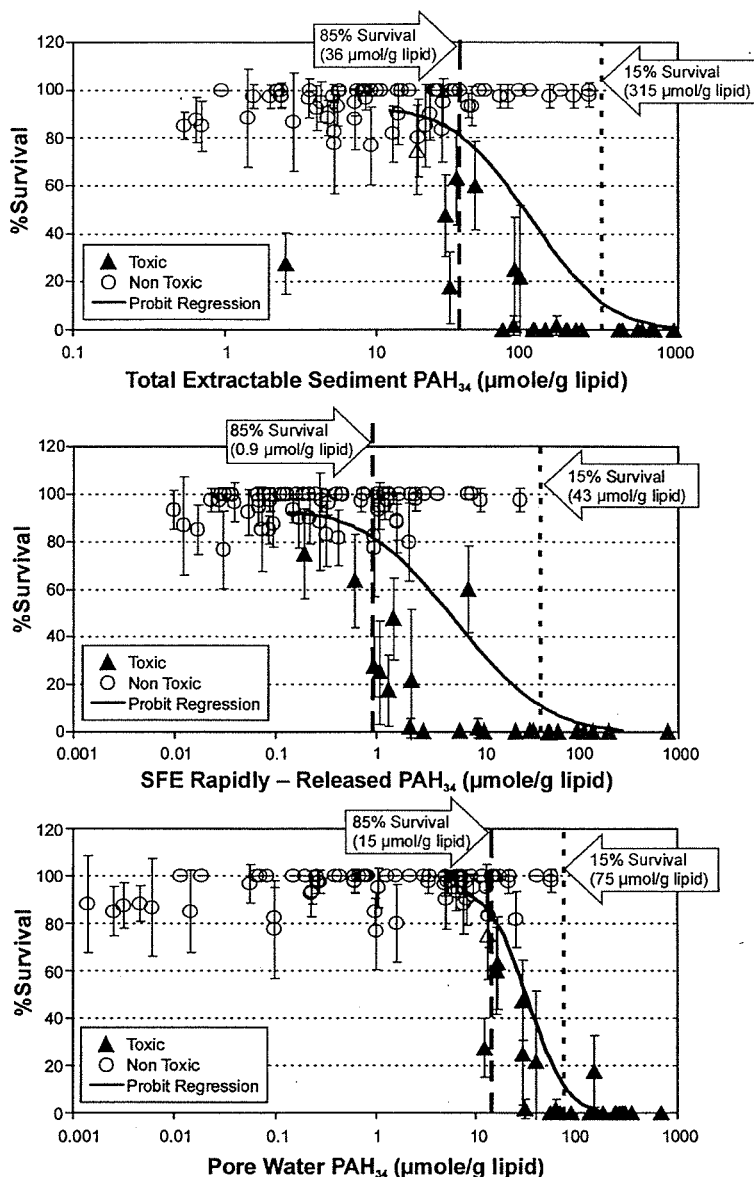 85% Survival
(36 μmol/g lipid)
15% Survival
(315 μmol/g lipid)
%Survival
120
100
80
60
40
20
0
Toxic
Non Toxic
Probit Regression
0.1
1
10
100
1000
Total Extractable Sediment PAH₃₄ (μmole/g lipid)
85% Survival
(0.9 μmol/g lipid)
15% Survival
(43 μmol/g lipid)
%Survival
120
100
80
60
40
20
0
Toxic
Non Toxic
Probit Regression
0.001
0.01
0.1
1
10
100
1000
SFE Rapidly – Released PAH₃₄ (μmole/g lipid)
85% Survival
(15 μmol/g lipid)
15% Survival
(75 μmol/g lipid)
%Survival
120
100
80
60
40
20
0
Toxic
Non Toxic
Probit Regression
0.001
0.01
0.1
1
10
100
1000
Pore Water PAH₃₄ (μmole/g lipid)